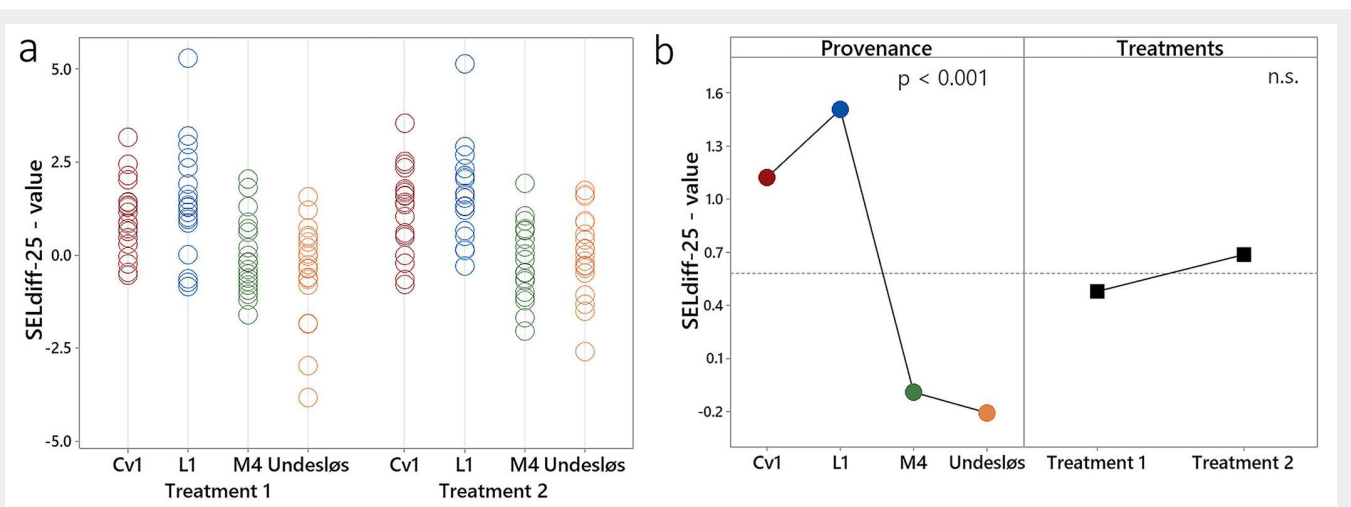 a
SELdiff-25 - value
5.0
2.5
0.0
-2.5
-5.0
Cv1 L1 M4 Undesløs Cv1 L1 M4 Undesløs
Treatment 1 Treatment 2
b
Provenance Treatments
p < 0.001 n.s.
SELdiff-25 - value
1.6
1.3
1.0
0.7
0.4
0.1
-0.2
Cv1 L1 M4 Undesløs Treatment 1 Treatment 2